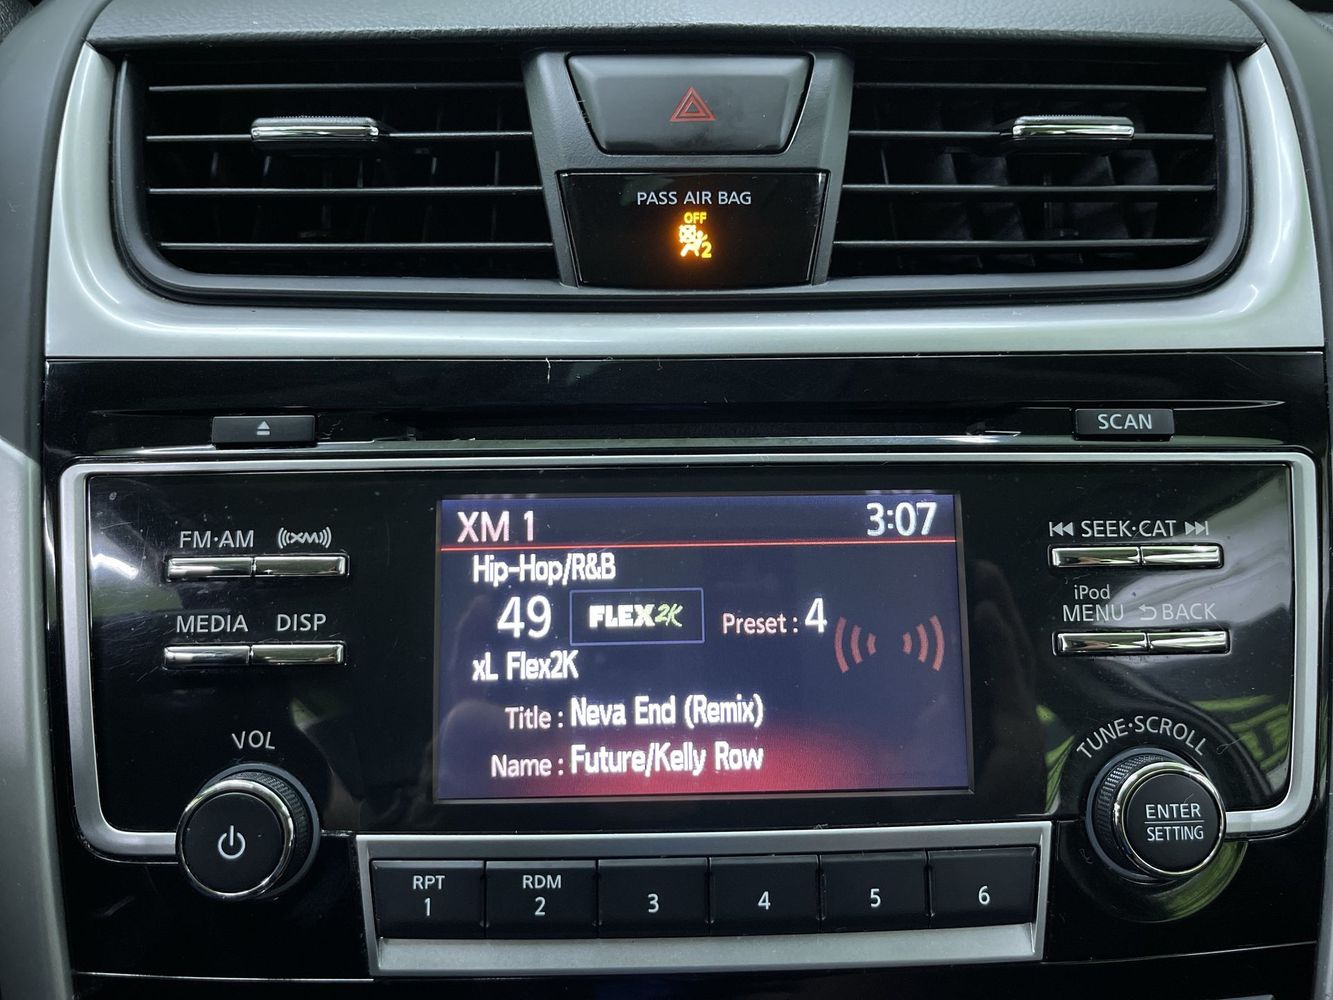 PASS AIR BAG
OFF
2
SCAN
FM·AM ((XM))
MEDIA DISP
VOL
XM 1 3:07
Hip-Hop/R&B
49 FLEX2K Preset : 4
xL Flex2K
Title : Neva End (Remix)
Name : Future/Kelly Row
SEEK·CAT
iPod
MENU BACK
TUNE·SCROLL
ENTER
SETTING
RPT
1
RDM
2
3
4
5
6